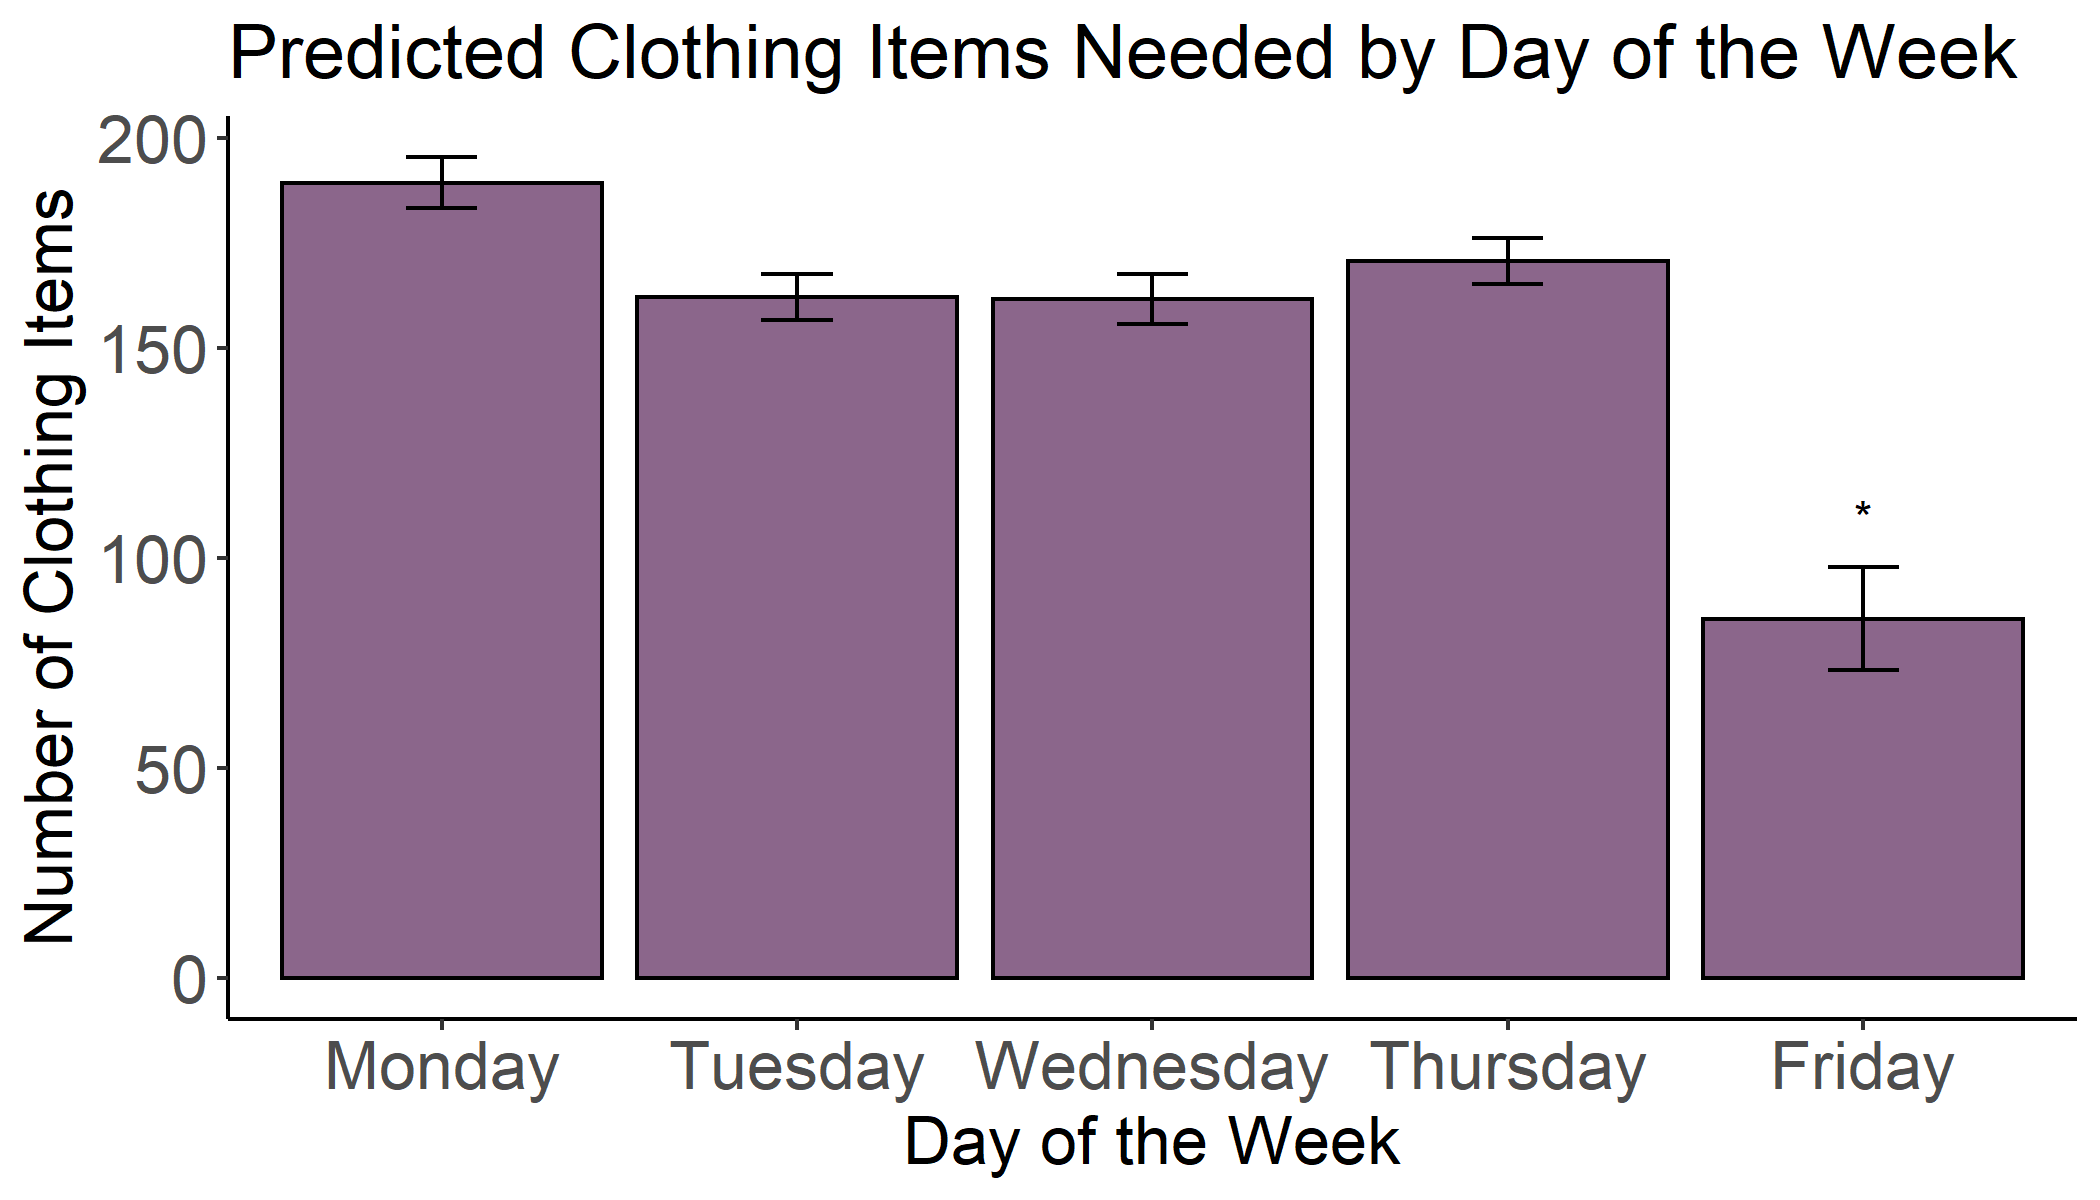 Predicted Clothing Items Needed by Day of the Week
Number of Clothing Items
200
150
100
50
0
*
Monday Tuesday Wednesday Thursday Friday
Day of the Week